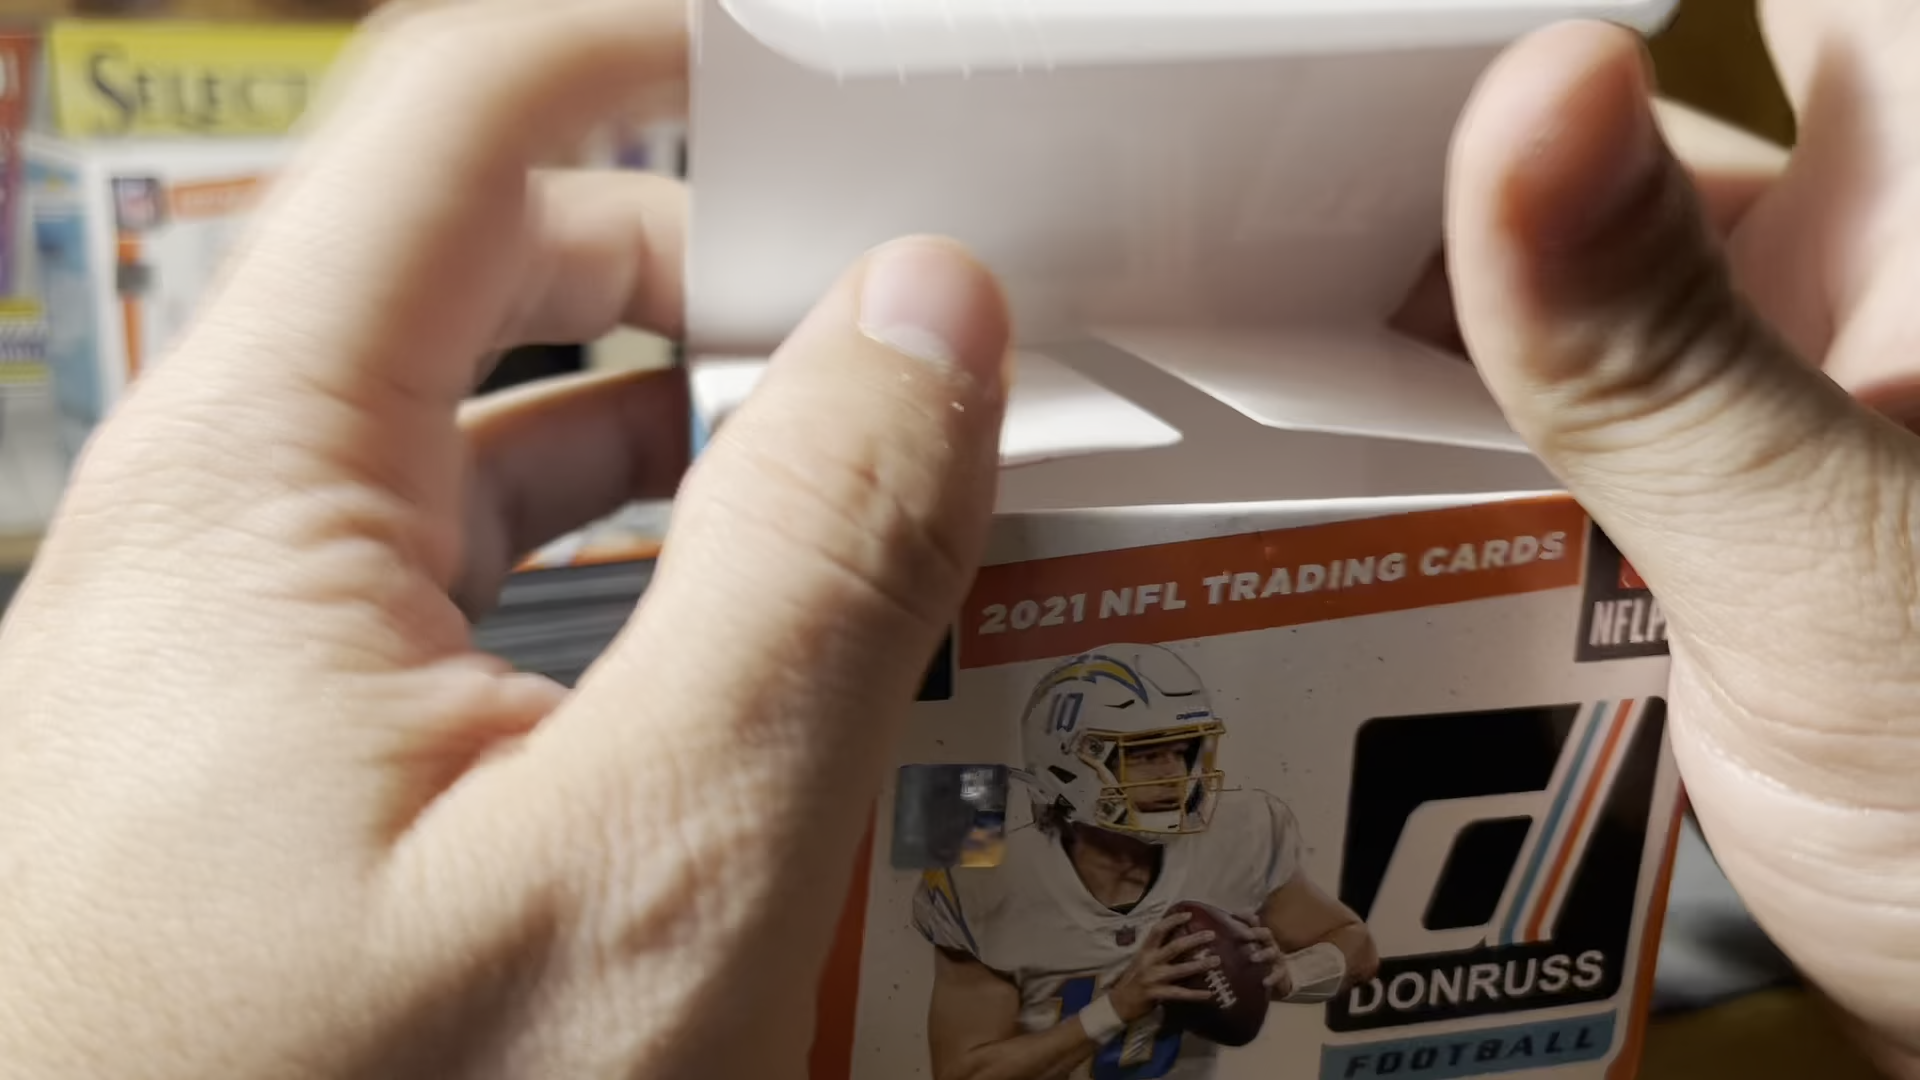 SELECT
2021 NFL TRADING CARDS
NFLP
10
DONRUSS
FOOTBALL